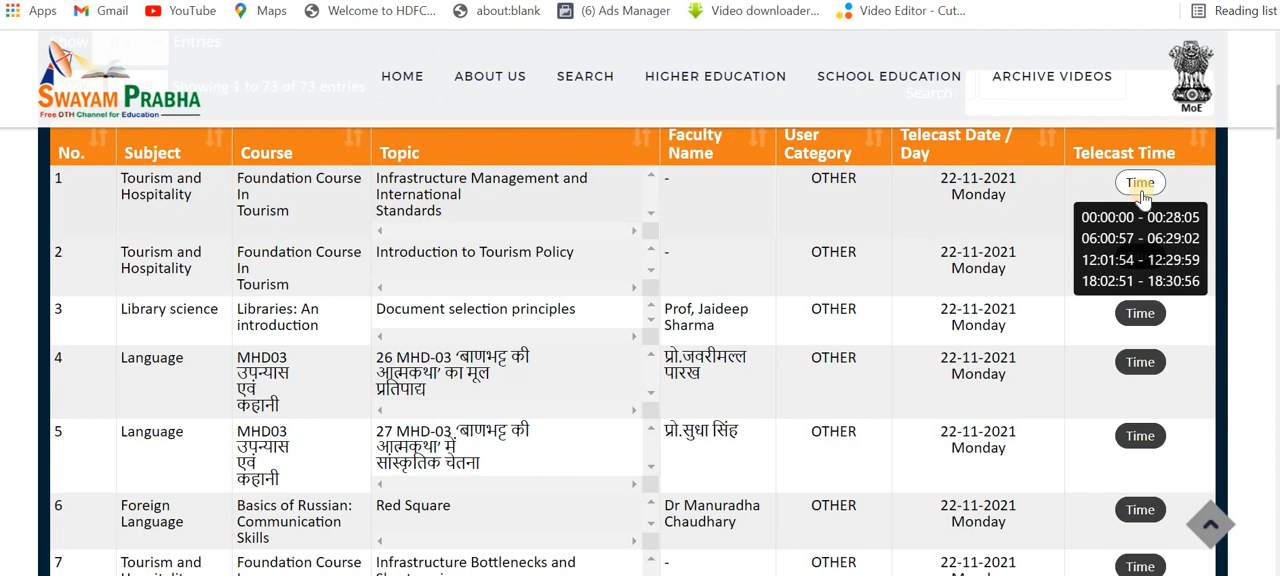 Apps Gmail YouTube Maps Welcome to HDFC... about:blank (6) Ads Manager Video downloader... Video Editor - Cut... Reading list
Show Entries
SWAYAM PRABHA
Free DTH Channel for Education
HOME ABOUT US SEARCH HIGHER EDUCATION SCHOOL EDUCATION ARCHIVE VIDEOS
MoE
Showing 1 to 73 of 73 entries
Search:
No. Subject Course Topic Faculty Name User Category Telecast Date / Day Telecast Time
1 Tourism and Foundation Course Infrastructure Management and - OTHER 22-11-2021 Time
Hospitality In International Monday
Tourism Standards
00:00:00 - 00:28:05
06:00:57 - 06:29:02
12:01:54 - 12:29:59
18:02:51 - 18:30:56
2 Tourism and Foundation Course Introduction to Tourism Policy - OTHER 22-11-2021
Hospitality In Monday
Tourism
3 Library science Libraries: An Document selection principles Prof, Jaideep OTHER 22-11-2021 Time
introduction Sharma Monday
4 Language MHD03 26 MHD-03 ‘बाणभट्ट की प्रो.जवरीमल्ल OTHER 22-11-2021 Time
उपन्यास आत्मकथा’ का मूल पारख Monday
एवं प्रतिपाद्य
कहानी
5 Language MHD03 27 MHD-03 ‘बाणभट्ट की प्रो.सुधा सिंह OTHER 22-11-2021 Time
उपन्यास आत्मकथा’ में Monday
एवं सांस्कृतिक चेतना
कहानी
6 Foreign Basics of Russian: Red Square Dr Manuradha OTHER 22-11-2021 Time
Language Communication Chaudhary Monday
Skills
7 Tourism and Foundation Course Infrastructure Bottlenecks and - OTHER 22-11-2021 Time